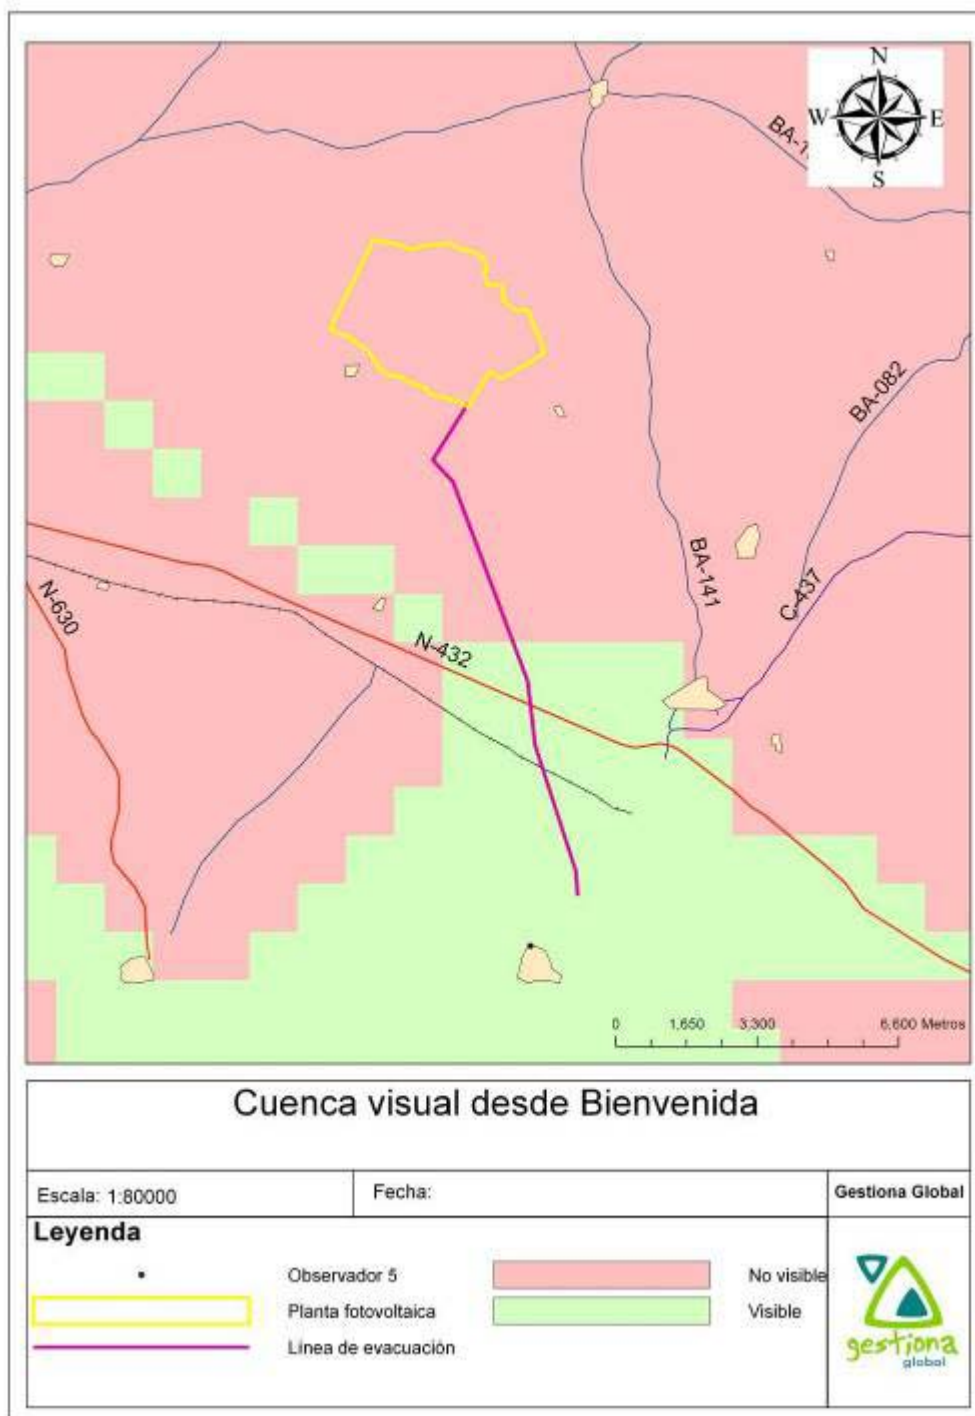 N
W E
S
BA-1
BA-082
BA-141
C-437
N-630
N-432
0 1,650 3,300 6,600 Metros
Cuenca visual desde Bienvenida
Escala: 1:80000
Fecha:
Gestiona Global
Leyenda
Observador 5
Planta fotovoltaica
Línea de evacuación
No visible
Visible
gestiona
global